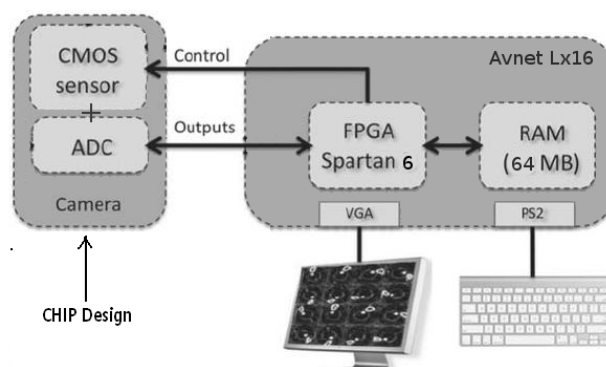 CMOS
sensor
+
ADC
Camera
CHIP Design
Control
Outputs
Avnet Lx16
FPGA
Spartan 6
RAM
(64 MB)
VGA
PS2